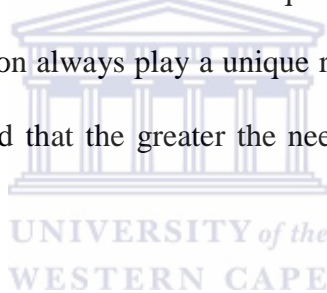 on always play a unique r
d that the greater the nee
UNIVERSITY of the
WESTERN CAPE